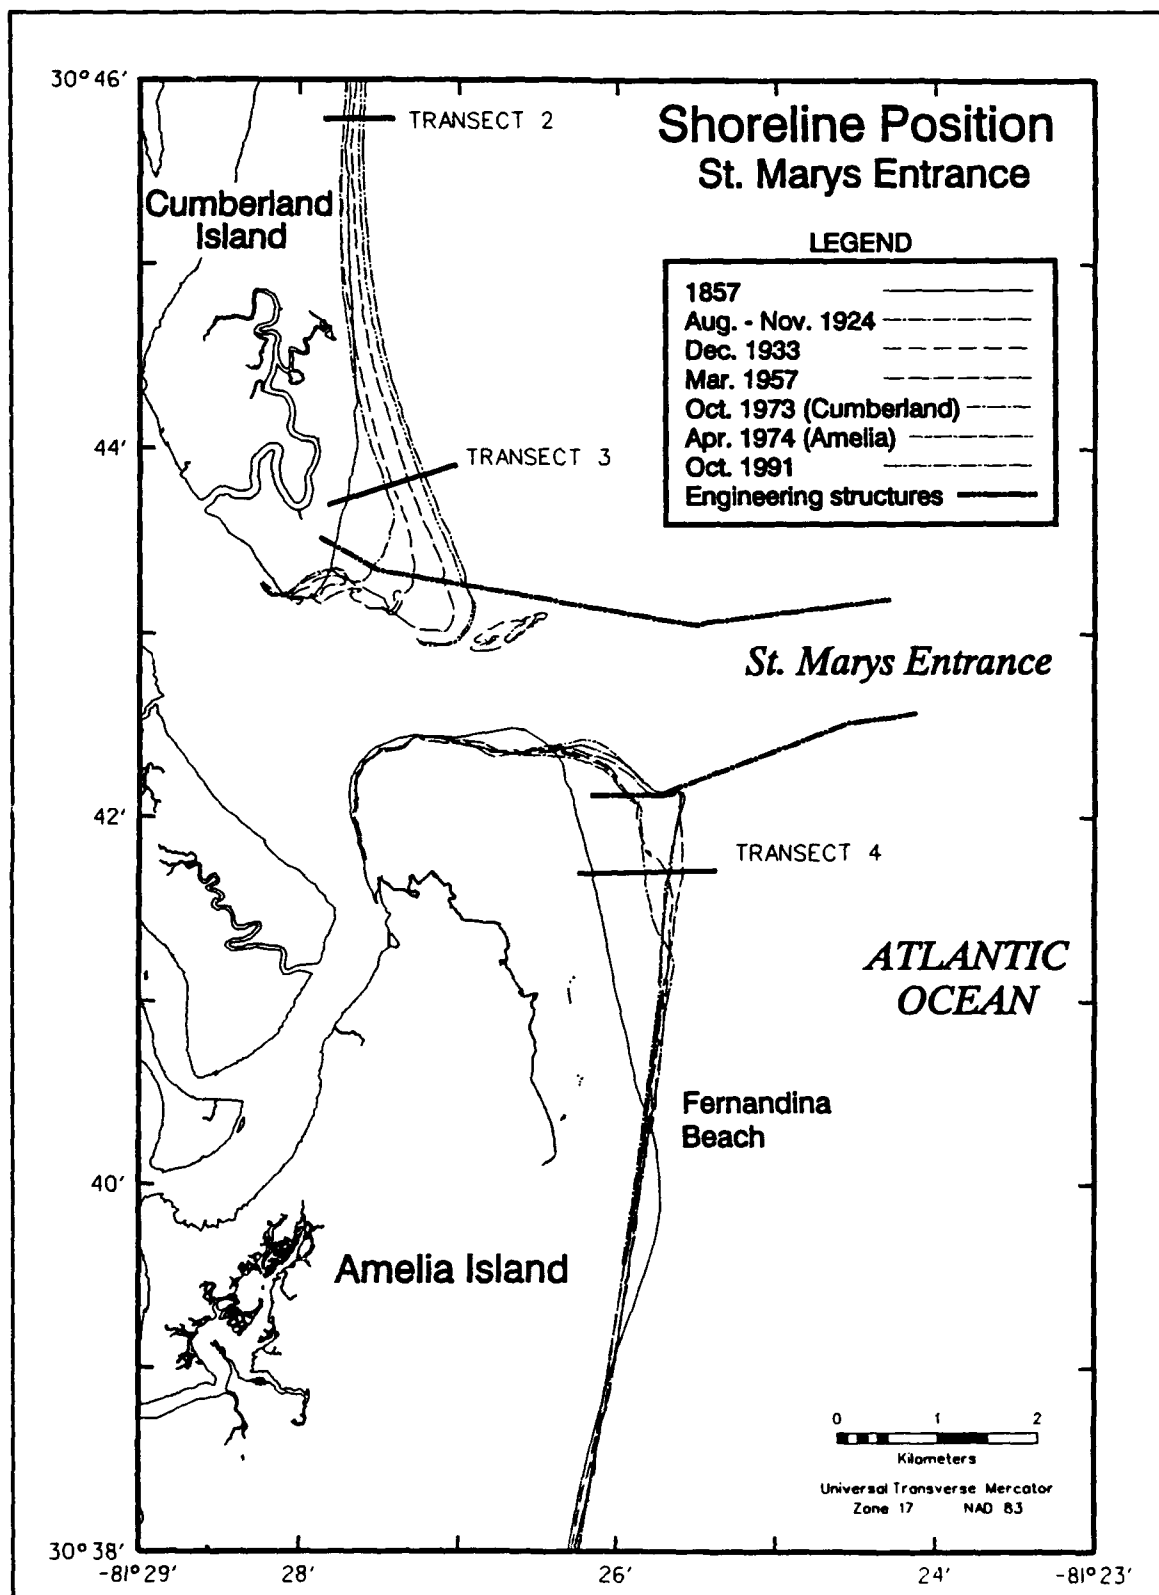 30°46'
TRANSECT 2
Shoreline Position
St. Marys Entrance
Cumberland
Island
LEGEND
1857
Aug. - Nov. 1924
Dec. 1933
Mar. 1957
Oct. 1973 (Cumberland)
Apr. 1974 (Amelia)
Oct. 1991
Engineering structures
44'
TRANSECT 3
St. Marys Entrance
42'
TRANSECT 4
ATLANTIC
OCEAN
Fernandina
Beach
40'
Amelia Island
0 1 2
Kilometers
Universal Transverse Mercator
Zone 17 NAD 83
30°38'
-81°29' 28' 26' 24' -81°23'